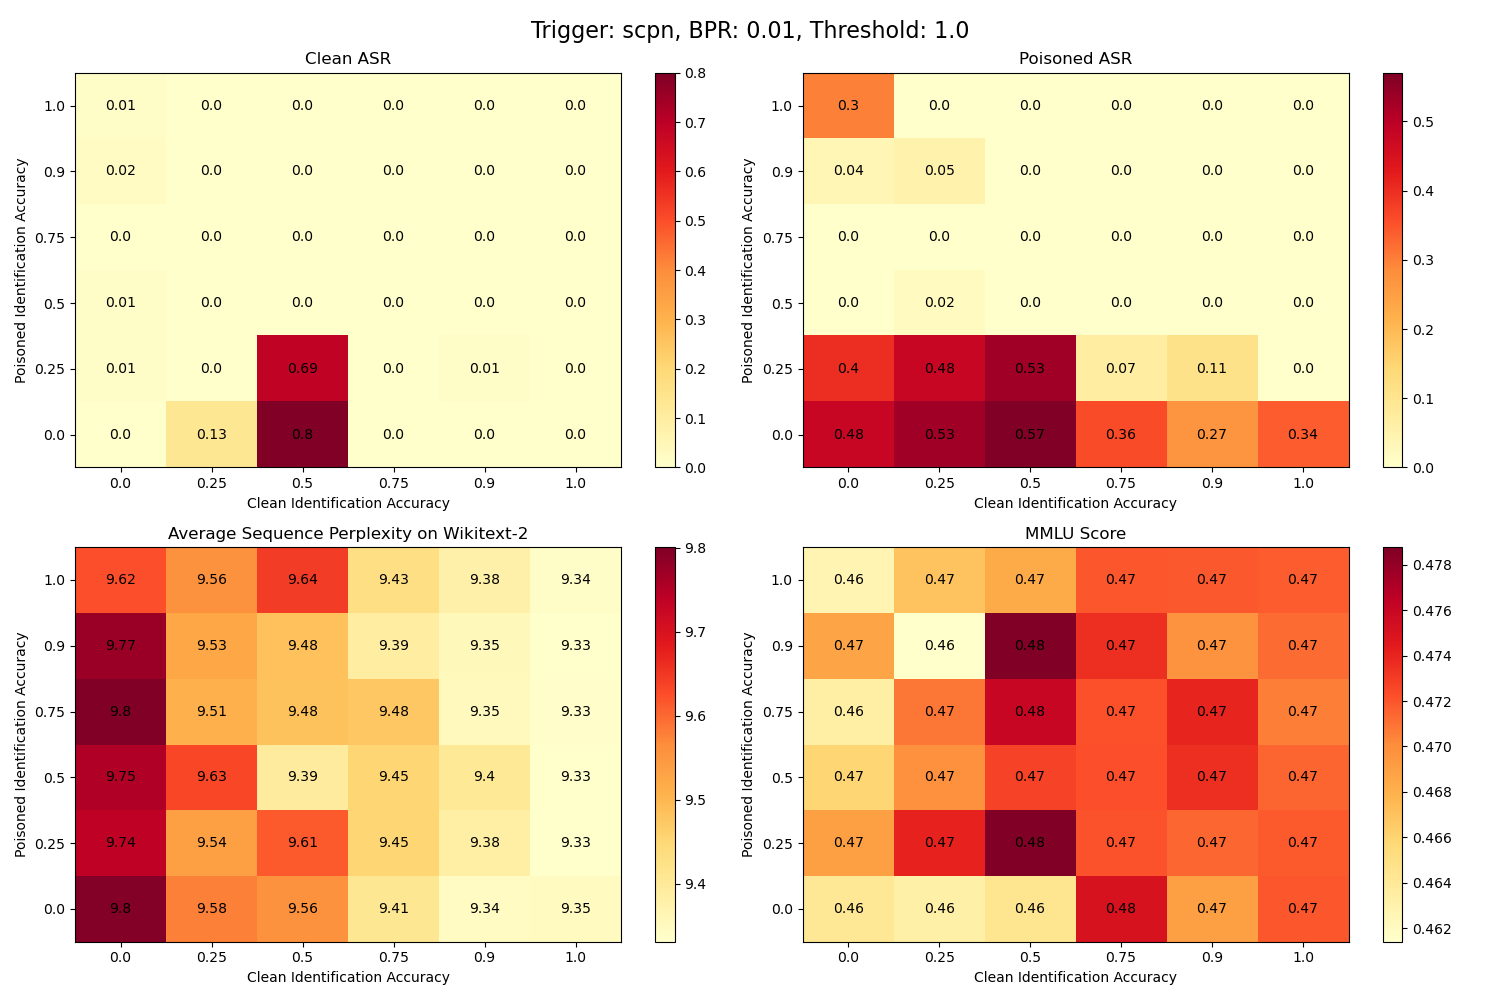 Trigger: scpn, BPR: 0.01, Threshold: 1.0
Clean ASR
Poisoned Identification Accuracy
1.0 0.01 0.0 0.0 0.0 0.0 0.0
0.9 0.02 0.0 0.0 0.0 0.0 0.0
0.75 0.0 0.0 0.0 0.0 0.0 0.0
0.5 0.01 0.0 0.0 0.0 0.0 0.0
0.25 0.01 0.0 0.69 0.0 0.01 0.0
0.0 0.0 0.13 0.8 0.0 0.0 0.0
0.0 0.25 0.5 0.75 0.9 1.0
Clean Identification Accuracy
0.8
0.7
0.6
0.5
0.4
0.3
0.2
0.1
0.0
Poisoned ASR
Poisoned Identification Accuracy
1.0 0.3 0.0 0.0 0.0 0.0 0.0
0.9 0.04 0.05 0.0 0.0 0.0 0.0
0.75 0.0 0.0 0.0 0.0 0.0 0.0
0.5 0.0 0.02 0.0 0.0 0.0 0.0
0.25 0.4 0.48 0.53 0.07 0.11 0.0
0.0 0.48 0.53 0.57 0.36 0.27 0.34
0.0 0.25 0.5 0.75 0.9 1.0
Clean Identification Accuracy
0.5
0.4
0.3
0.2
0.1
0.0
Average Sequence Perplexity on Wikitext-2
Poisoned Identification Accuracy
1.0 9.62 9.56 9.64 9.43 9.38 9.34
0.9 9.77 9.53 9.48 9.39 9.35 9.33
0.75 9.8 9.51 9.48 9.48 9.35 9.33
0.5 9.75 9.63 9.39 9.45 9.4 9.33
0.25 9.74 9.54 9.61 9.45 9.38 9.33
0.0 9.8 9.58 9.56 9.41 9.34 9.35
0.0 0.25 0.5 0.75 0.9 1.0
Clean Identification Accuracy
9.8
9.7
9.6
9.5
9.4
MMLU Score
Poisoned Identification Accuracy
1.0 0.46 0.47 0.47 0.47 0.47 0.47
0.9 0.47 0.46 0.48 0.47 0.47 0.47
0.75 0.46 0.47 0.48 0.47 0.47 0.47
0.5 0.47 0.47 0.47 0.47 0.47 0.47
0.25 0.47 0.47 0.48 0.47 0.47 0.47
0.0 0.46 0.46 0.46 0.48 0.47 0.47
0.0 0.25 0.5 0.75 0.9 1.0
Clean Identification Accuracy
0.478
0.476
0.474
0.472
0.470
0.468
0.466
0.464
0.462